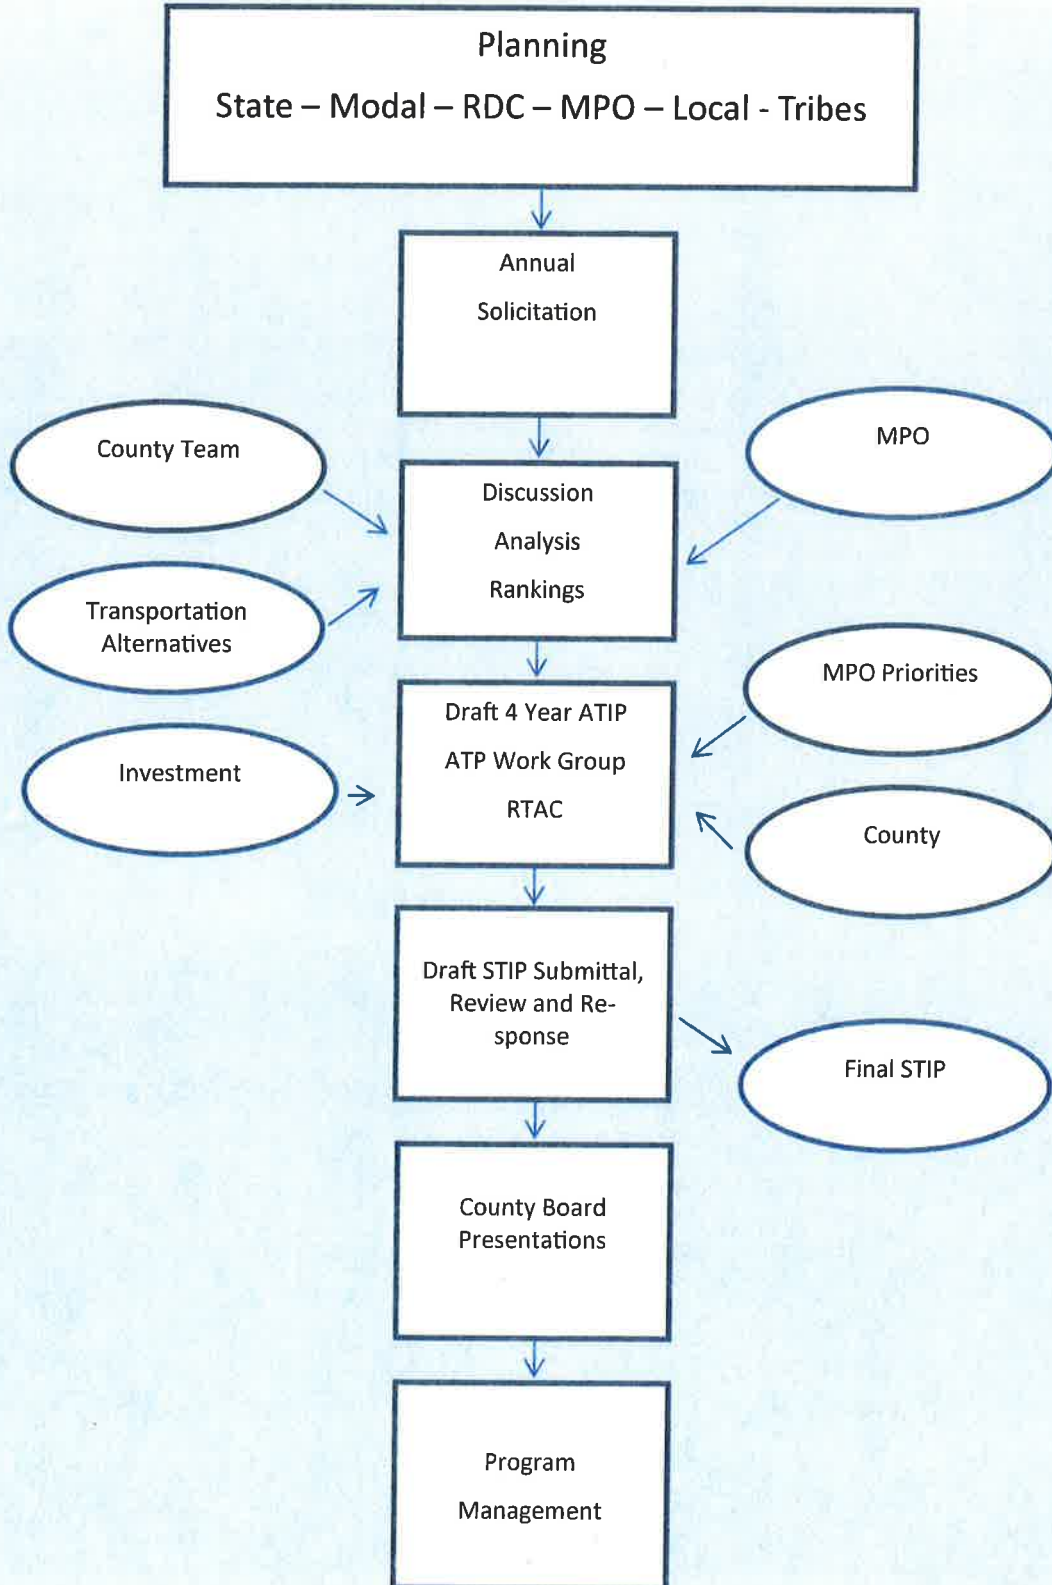 Planning
State – Modal – RDC – MPO – Local - Tribes
Annual
Solicitation
County Team
MPO
Discussion
Analysis
Rankings
Transportation
Alternatives
MPO Priorities
Draft 4 Year ATIP
ATP Work Group
RTAC
Investment
County
Draft STIP Submittal,
Review and Re-
sponse
Final STIP
County Board
Presentations
Program
Management